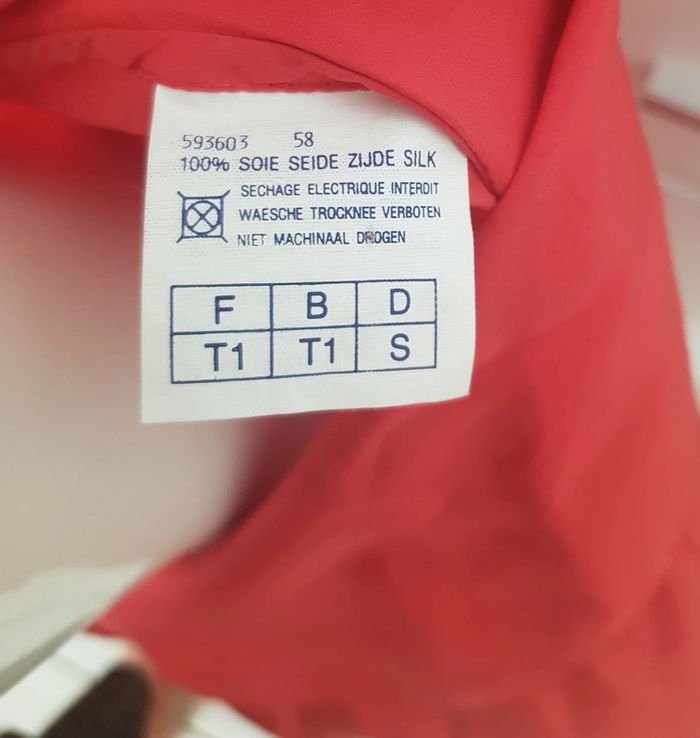 593603 58
100% SOIE SEIDE ZIJDE SILK
SECHAGE ELECTRIQUE INTERDIT
WAESCHE TROCKNEE VERBOTEN
NIET MACHINAAL DROGEN
F B D
T1 T1 S